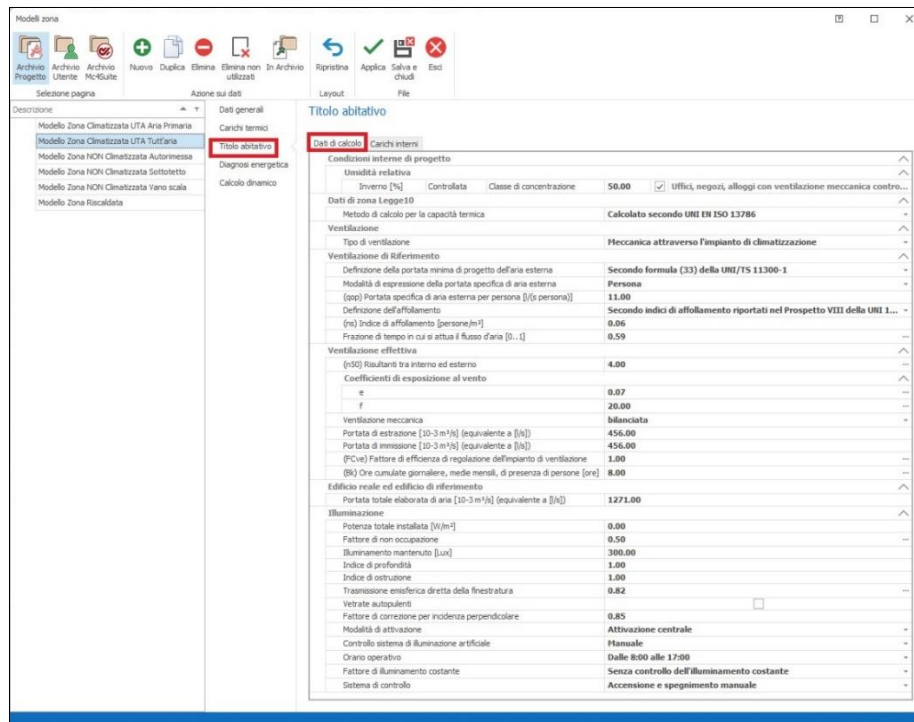 Modelli zona
Archivio Progetto
Archivio Utente
Archivio Mc4Suite
Nuovo
Duplica
Elimina
Elimina non utilizzati
In Archivio
Ripristina
Applica
Salva e chiudi
Esci
Selezione pagina
Azione sui dati
Layout
File
Descrizione
Modello Zona Climatizzata UTA Aria Primaria
Modello Zona Climatizzata UTA Tutt'aria
Modello Zona NON Climatizzata Autorimessa
Modello Zona NON Climatizzata Sottotetto
Modello Zona NON Climatizzata Vano scala
Modello Zona Riscaldata
Dati generali
Carichi termici
Titolo abitativo
Diagnosi energetica
Calcolo dinamico
Titolo abitativo
Dati di calcolo Carichi interni
Condizioni interne di progetto
Umidità relativa
Inverno [%] Controllata Classe di concentrazione 50.00 Uffici, negozi, alloggi con ventilazione meccanica contro...
Dati di zona Legge10
Metodo di calcolo per la capacità termica Calcolato secondo UNI EN ISO 13786
Ventilazione
Tipo di ventilazione Meccanica attraverso l'impianto di climatizzazione
Ventilazione di Riferimento
Definizione della portata minima di progetto dell'aria esterna Secondo formula (33) della UNI/TS 11300-1
Modalità di espressione della portata specifica di aria esterna Persona
(qop) Portata specifica di aria esterna per persona [l/(s persona)] 11.00
Definizione dell'affollamento Secondo indici di affollamento riportati nel Prospetto VIII della UNI 1...
(ns) Indice di affollamento [persone/m²] 0.06
Frazione di tempo in cui si attua il flusso d'aria [0..1] 0.59
Ventilazione effettiva
(n50) Risultanti tra interno ed esterno 4.00
Coefficienti di esposizione al vento
e 0.07
f 20.00
Ventilazione meccanica bilanciata
Portata di estrazione [10-3 m³/s] (equivalente a [l/s]) 456.00
Portata di immissione [10-3 m³/s] (equivalente a [l/s]) 456.00
(FCve) Fattore di efficienza di regolazione dell'impianto di ventilazione 1.00
(Bk) Ore cumulate giornaliere, medie mensili, di presenza di persone [ore] 8.00
Edificio reale ed edificio di riferimento
Portata totale elaborata di aria [10-3 m³/s] (equivalente a [l/s]) 1271.00
Illuminazione
Potenza totale installata [W/m²] 0.00
Fattore di non occupazione 0.50
Illuminamento mantenuto [Lux] 300.00
Indice di profondità 1.00
Indice di ostruzione 1.00
Trasmissione emisferica diretta della finestratura 0.82
Vetrate autopulenti
Fattore di correzione per incidenza perpendicolare 0.85
Modalità di attivazione Attivazione centrale
Controllo sistema di illuminazione artificiale Manuale
Orario operativo Dalle 8:00 alle 17:00
Fattore di illuminamento costante Senza controllo dell'illuminamento costante
Sistema di controllo Accensione e spegnimento manuale